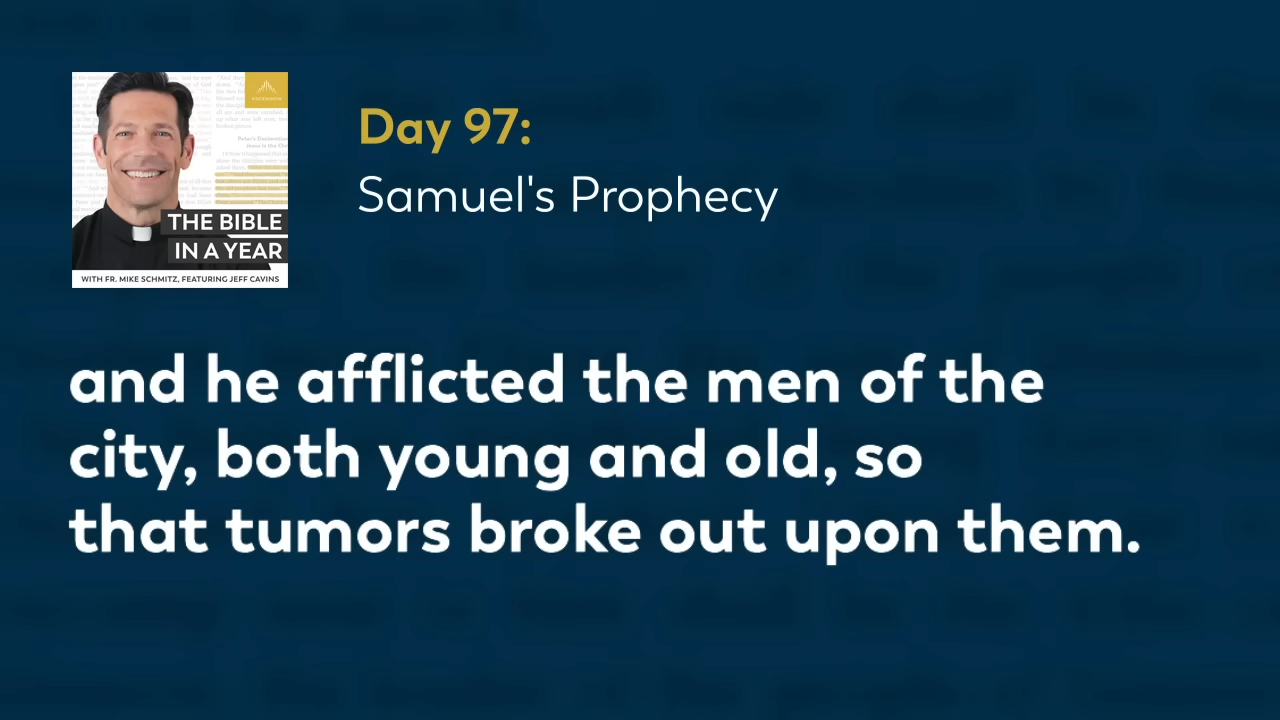 Day 97:
Samuel's Prophecy
THE BIBLE
IN A YEAR
WITH FR. MIKE SCHMITZ, FEATURING JEFF CAVINS
and he afflicted the men of the
city, both young and old, so
that tumors broke out upon them.